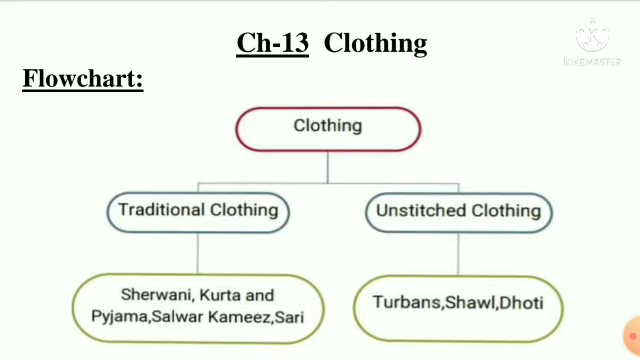 Ch-13 Clothing
KINEMASTER
Flowchart:
Clothing
Traditional Clothing
Unstitched Clothing
Sherwani, Kurta and
Pyjama,Salwar Kameez,Sari
Turbans,Shawl,Dhoti